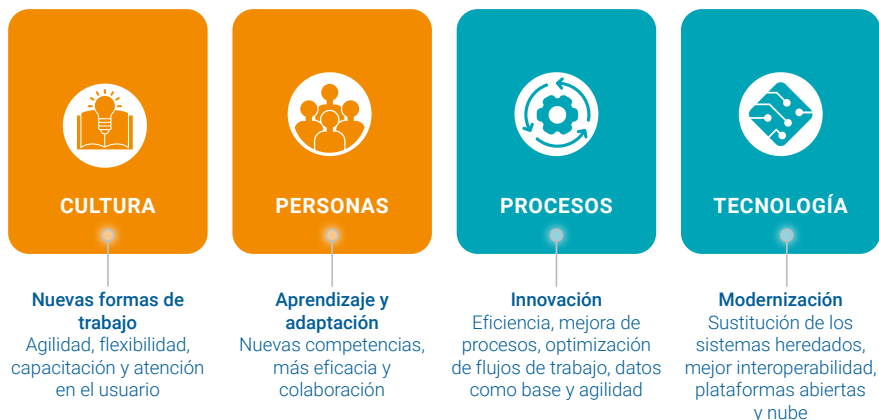 CULTURA
Nuevas formas de
trabajo
Agilidad, flexibilidad,
capacitación y atención
en el usuario
PERSONAS
Aprendizaje y
adaptación
Nuevas competencias,
más eficacia y
colaboración
PROCESOS
Innovación
Eficiencia, mejora de
procesos, optimización
de flujos de trabajo, datos
como base y agilidad
TECNOLOGÍA
Modernización
Sustitución de los
sistemas heredados,
mejor interoperabilidad,
plataformas abiertas
y nube